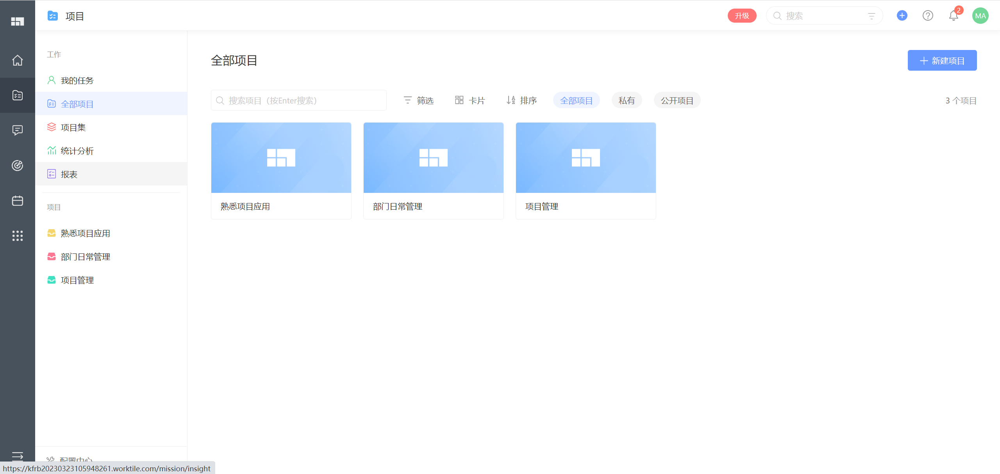 项目
升级
搜索
2
MA
工作
我的任务
全部项目
项目集
统计分析
报表
项目
熟悉项目应用
部门日常管理
项目管理
配置中心
全部项目
新建项目
搜索项目（按Enter搜索）
筛选
卡片
排序
全部项目
私有
公开项目
3 个项目
熟悉项目应用
部门日常管理
项目管理
https://kfrb20230323105948261.worktile.com/mission/insight